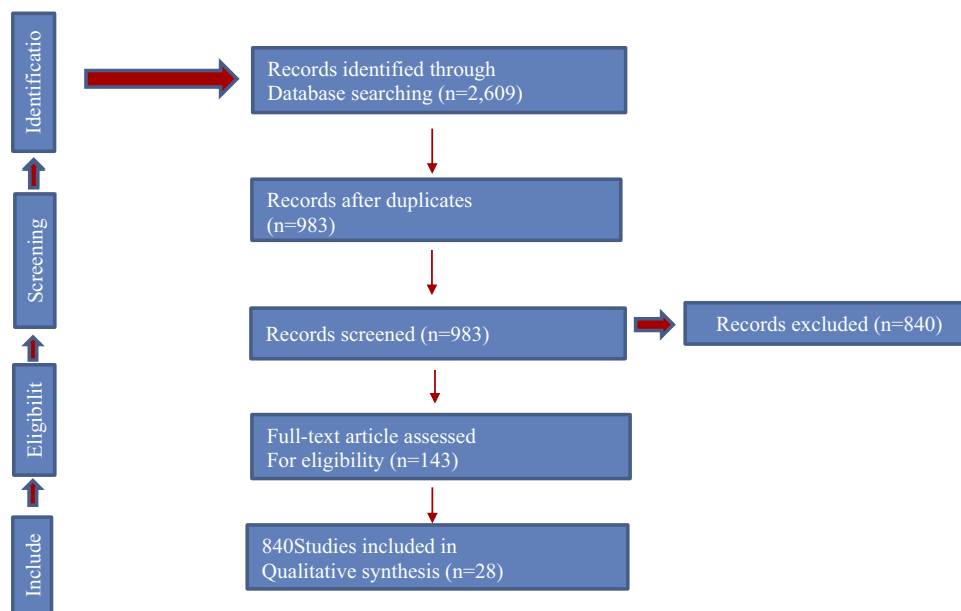 Identificatio
Records identified through
Database searching (n=2,609)
Screening
Records after duplicates
(n=983)
Records screened (n=983)
Records excluded (n=840)
Eligibilit
Full-text article assessed
For eligibility (n=143)
Include
840Studies included in
Qualitative synthesis (n=28)